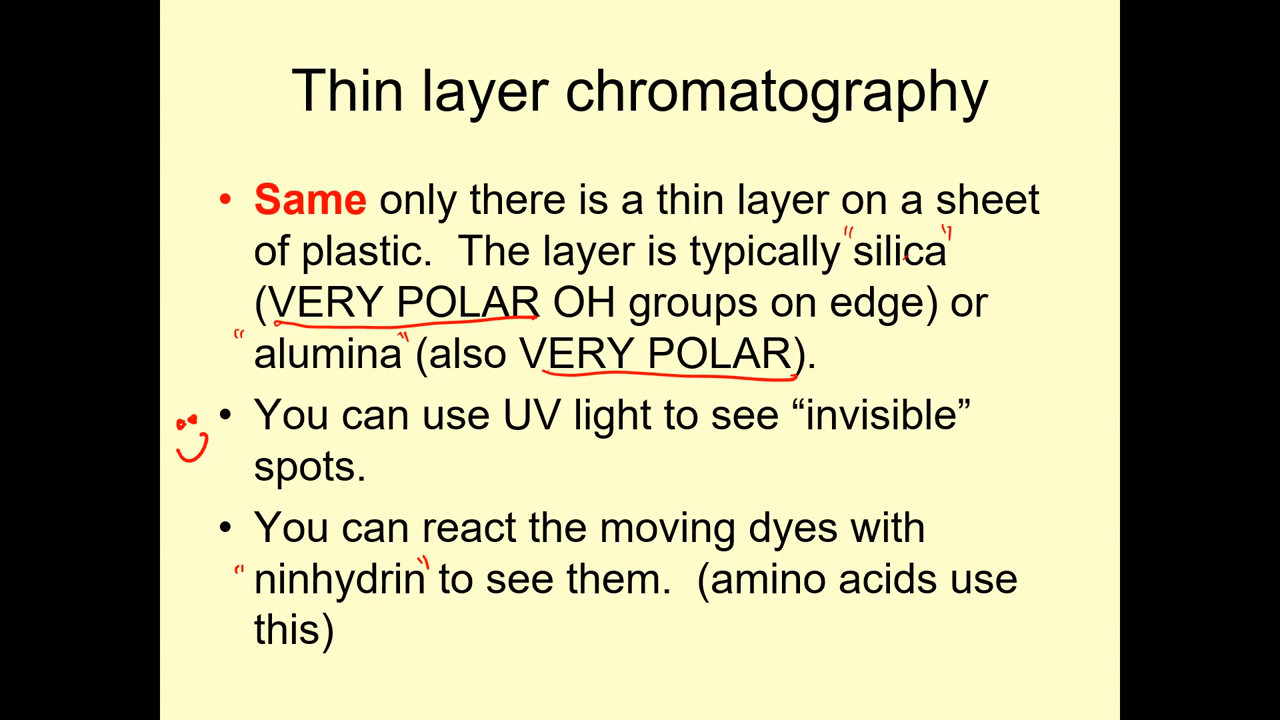 Thin layer chromatography
• Same only there is a thin layer on a sheet
of plastic.  The layer is typically "silica"
(VERY POLAR OH groups on edge) or
"alumina" (also VERY POLAR).
• You can use UV light to see “invisible”
spots.
• You can react the moving dyes with
"ninhydrin" to see them.  (amino acids use
this)